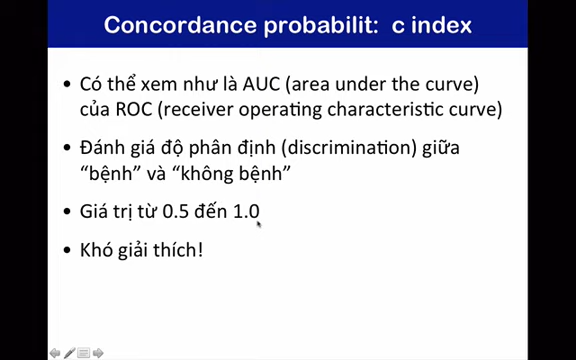 Concordance probabilit: c index
• Có thể xem như là AUC (area under the curve)
của ROC (receiver operating characteristic curve)
• Đánh giá độ phân định (discrimination) giữa
“bệnh” và “không bệnh”
• Giá trị từ 0.5 đến 1.0
• Khó giải thích!